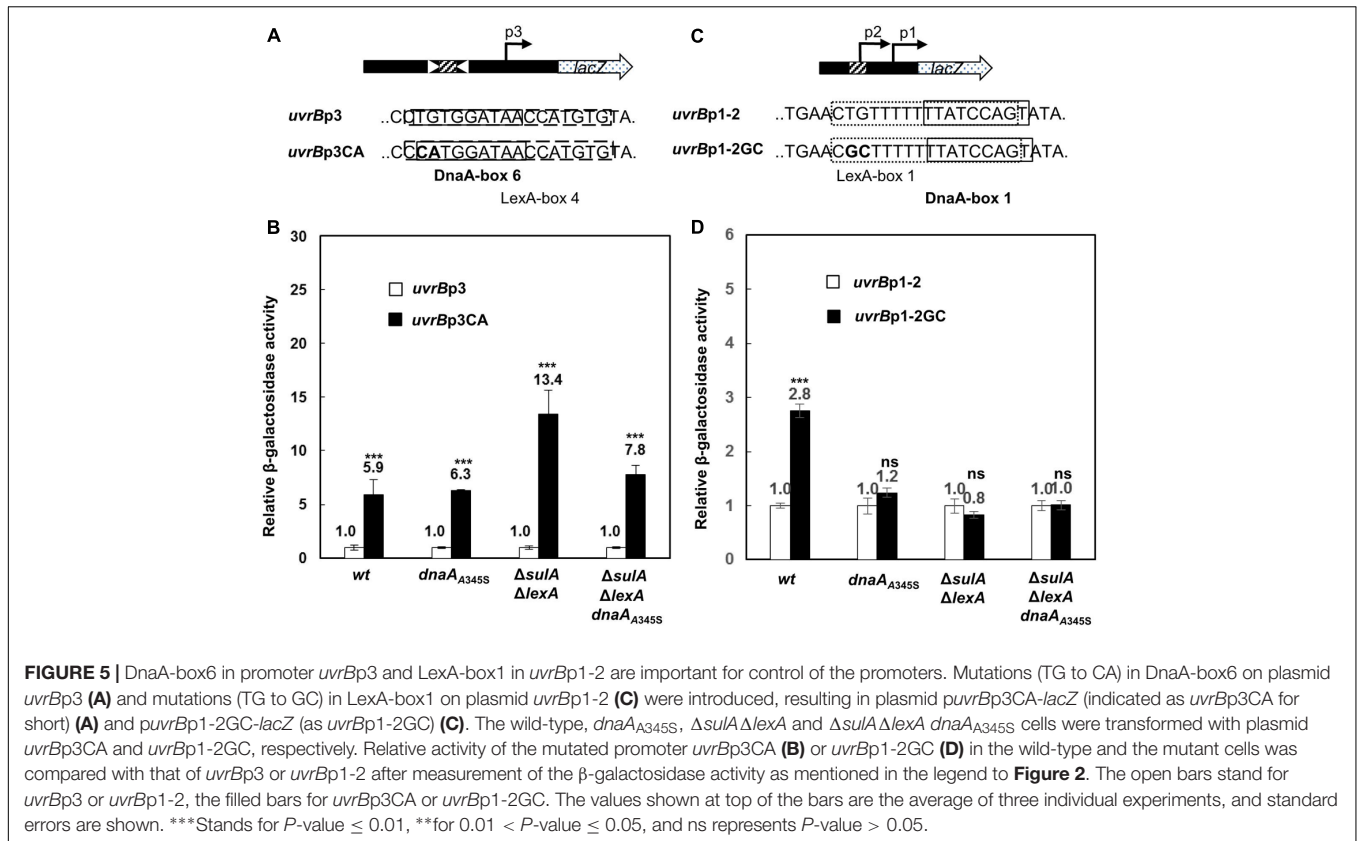 A
p3
lacZ
uvrBp3 ..CCTGTGGATAACCATGTGTA.
uvrBp3CA ..CCCATGGATAACCATGTGTA.
DnaA-box 6
LexA-box 4
C
p2 p1
lacZ
uvrBp1-2 ..TGAACTGTTTTTTTATCCAGTATA.
uvrBp1-2GC ..TGAACGCTTTTTTTATCCAGTATA.
LexA-box 1
DnaA-box 1
B
Relative β-galactosidase activity
30
25
20
15
10
5
0
uvrBp3
uvrBp3CA
*** *** *** ***
1.0 5.9 1.0 6.3 1.0 13.4 1.0 7.8
wt dnaAA345S ΔsulA ΔlexA ΔsulA ΔlexA dnaAA345S
D
Relative β-galactosidase activity
6
5
4
3
2
1
0
uvrBp1-2
uvrBp1-2GC
*** ns ns ns
1.0 2.8 1.0 1.2 1.0 0.8 1.0 1.0
wt dnaAA345S ΔsulA ΔlexA ΔsulA ΔlexA dnaAA345S
FIGURE 5 | DnaA-box6 in promoter uvrBp3 and LexA-box1 in uvrBp1-2 are important for control of the promoters. Mutations (TG to CA) in DnaA-box6 on plasmid
uvrBp3 (A) and mutations (TG to GC) in LexA-box1 on plasmid uvrBp1-2 (C) were introduced, resulting in plasmid puvrBp3CA-lacZ (indicated as uvrBp3CA for
short) (A) and puvrBp1-2GC-lacZ (as uvrBp1-2GC) (C). The wild-type, dnaAA345S, ΔsulAΔlexA and ΔsulAΔlexA dnaAA345S cells were transformed with plasmid
uvrBp3CA and uvrBp1-2GC, respectively. Relative activity of the mutated promoter uvrBp3CA (B) or uvrBp1-2GC (D) in the wild-type and the mutant cells was
compared with that of uvrBp3 or uvrBp1-2 after measurement of the β-galactosidase activity as mentioned in the legend to Figure 2. The open bars stand for
uvrBp3 or uvrBp1-2, the filled bars for uvrBp3CA or uvrBp1-2GC. The values shown at top of the bars are the average of three individual experiments, and standard
errors are shown. ***Stands for P-value ≤ 0.01, **for 0.01 < P-value ≤ 0.05, and ns represents P-value > 0.05.